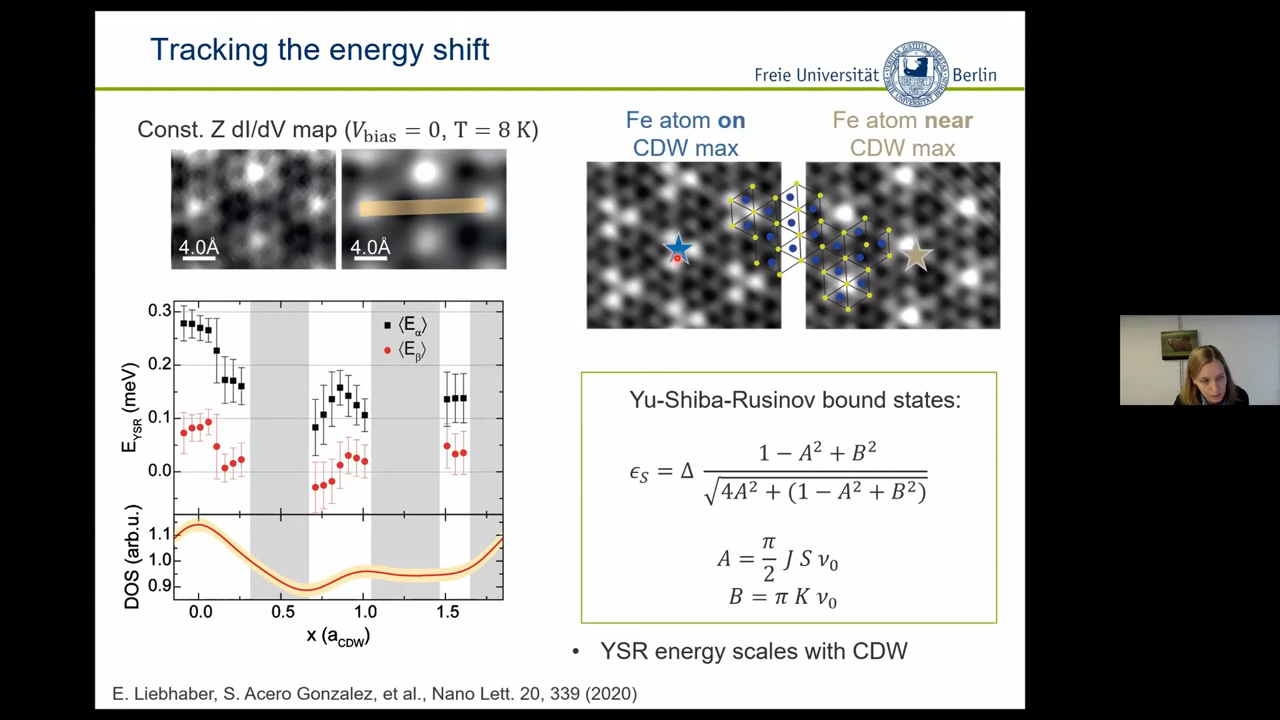 Tracking the energy shift
Freie Universität Berlin
Const. Z dI/dV map (V_bias = 0, T = 8 K)
4.0Å
4.0Å
Fe atom on
CDW max
Fe atom near
CDW max
0.3
0.2
0.1
0.0
E_YSR (meV)
⟨E_α⟩
⟨E_β⟩
1.1
1.0
0.9
DOS (arb.u.)
0.0 0.5 1.0 1.5
x (a_CDW)
Yu-Shiba-Rusinov bound states:
ϵ_S = Δ (1 − A² + B²) / √(4A² + (1 − A² + B²))
A = π/2 J S ν₀
B = π K ν₀
• YSR energy scales with CDW
E. Liebhaber, S. Acero Gonzalez, et al., Nano Lett. 20, 339 (2020)